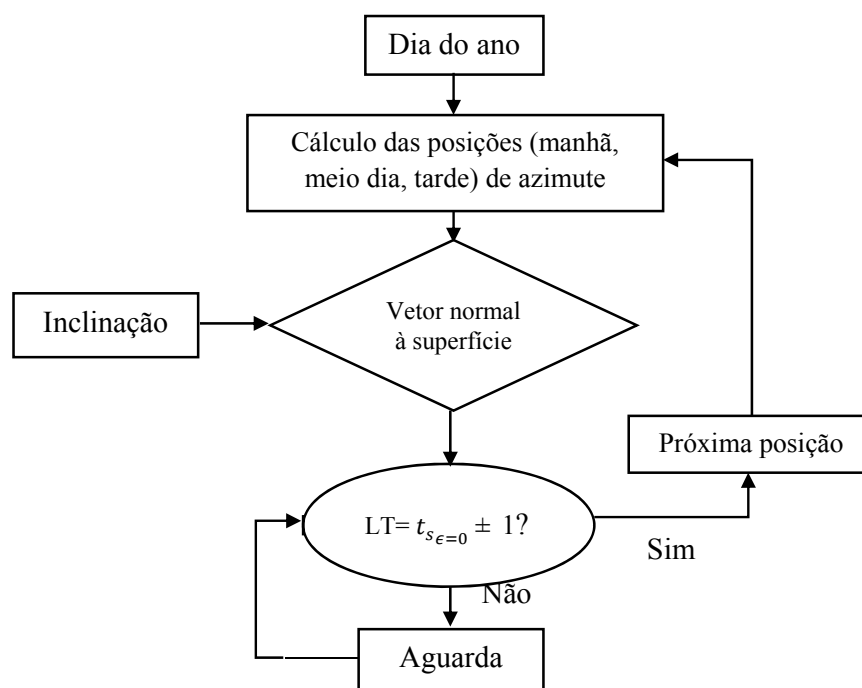 Dia do ano
Cálculo das posições (manhã,
meio dia, tarde) de azimute
Inclinação
Vetor normal
à superfície
Próxima posição
LT= $t_{s_{\epsilon=0}}$ ± 1?
Sim
Não
Aguarda